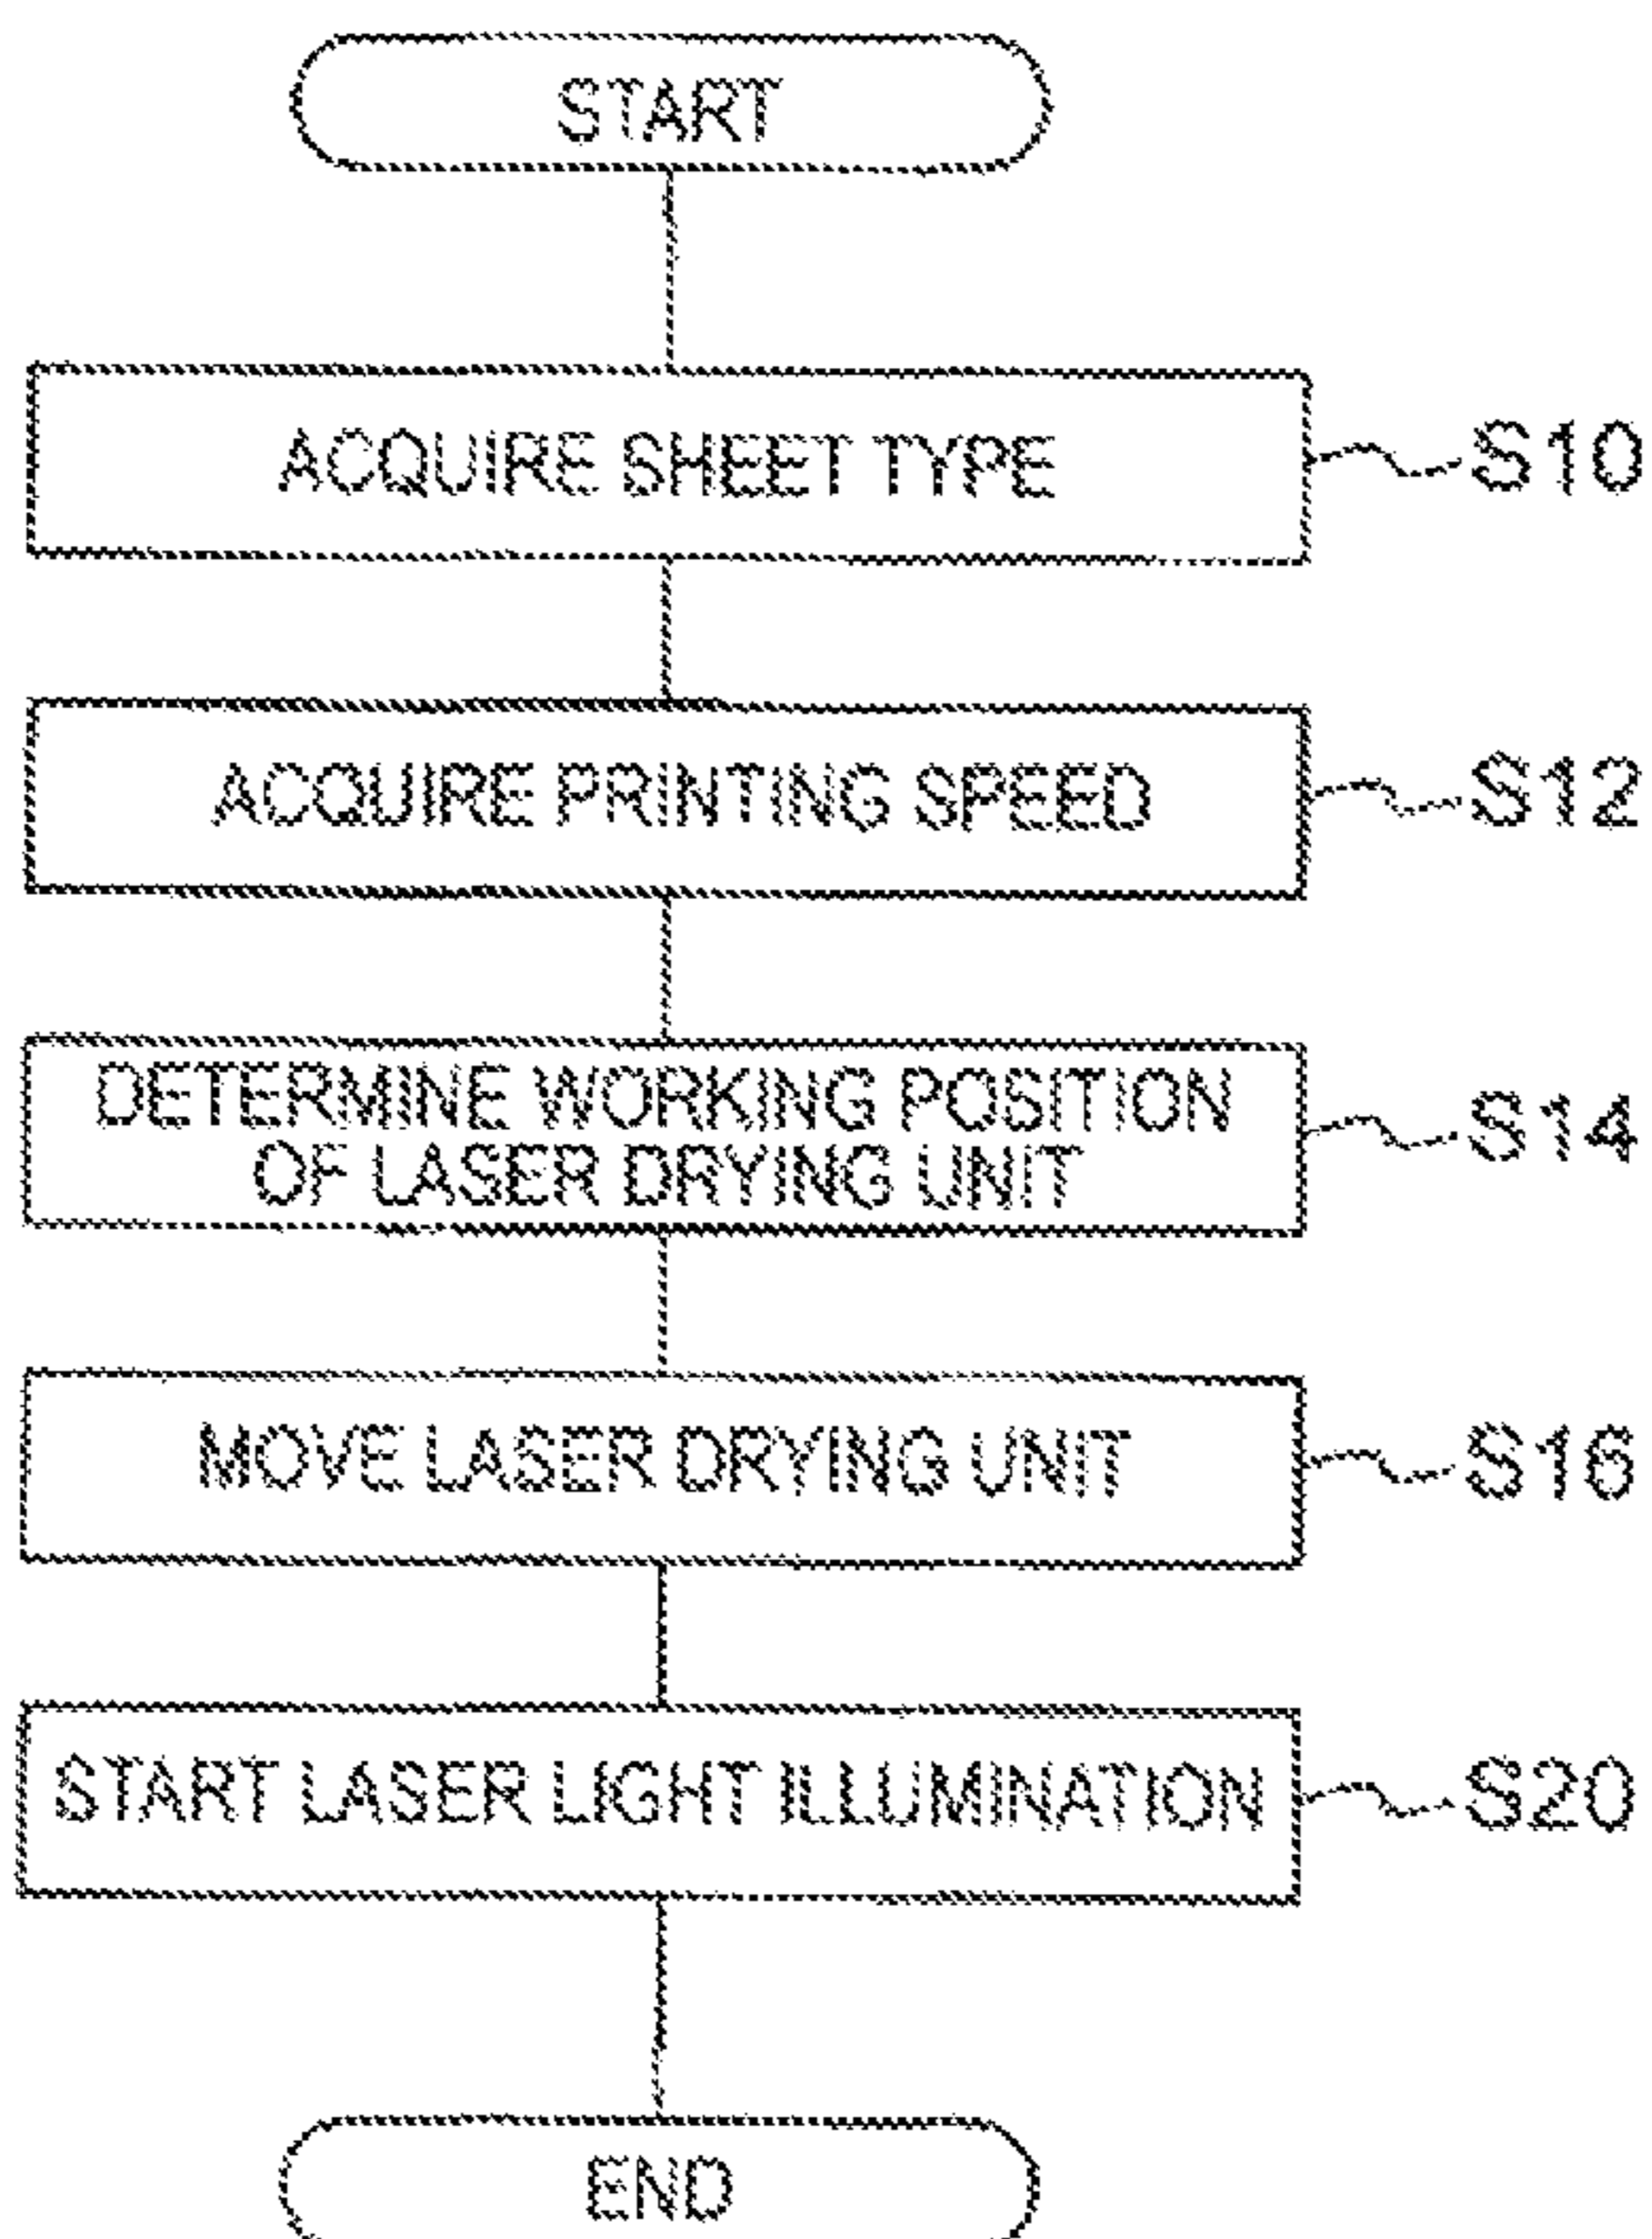 START
ACQUIRE SHEET TYPE
S10
ACQUIRE PRINTING SPEED
S12
DETERMINE WORKING POSITION
OF LASER DRYING UNIT
S14
MOVE LASER DRYING UNIT
S16
START LASER LIGHT ILLUMINATION
S20
END